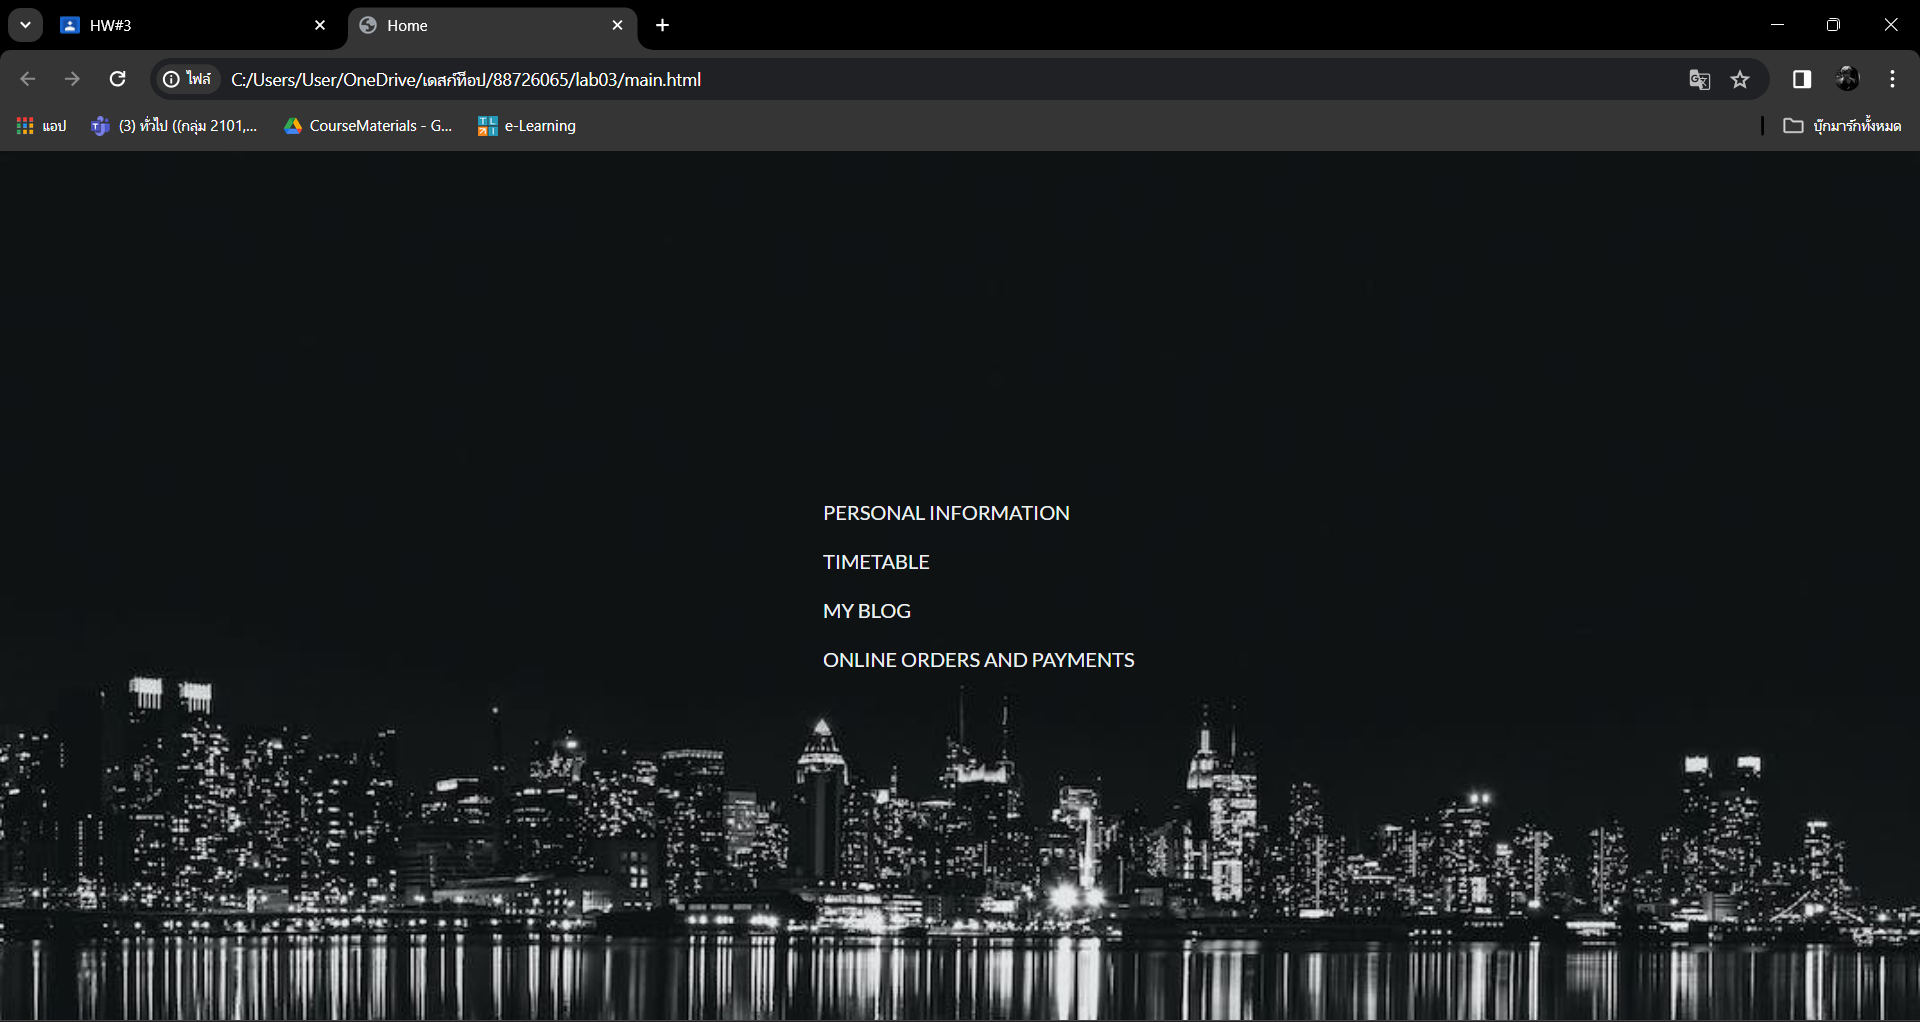 HW#3
Home
ไฟล์
C:/Users/User/OneDrive/เดสก์ท็อป/88726065/lab03/main.html
แอป
(3) ทั่วไป ((กลุ่ม 2101,...
CourseMaterials - G...
e-Learning
บุ๊กมาร์กทั้งหมด
PERSONAL INFORMATION
TIMETABLE
MY BLOG
ONLINE ORDERS AND PAYMENTS